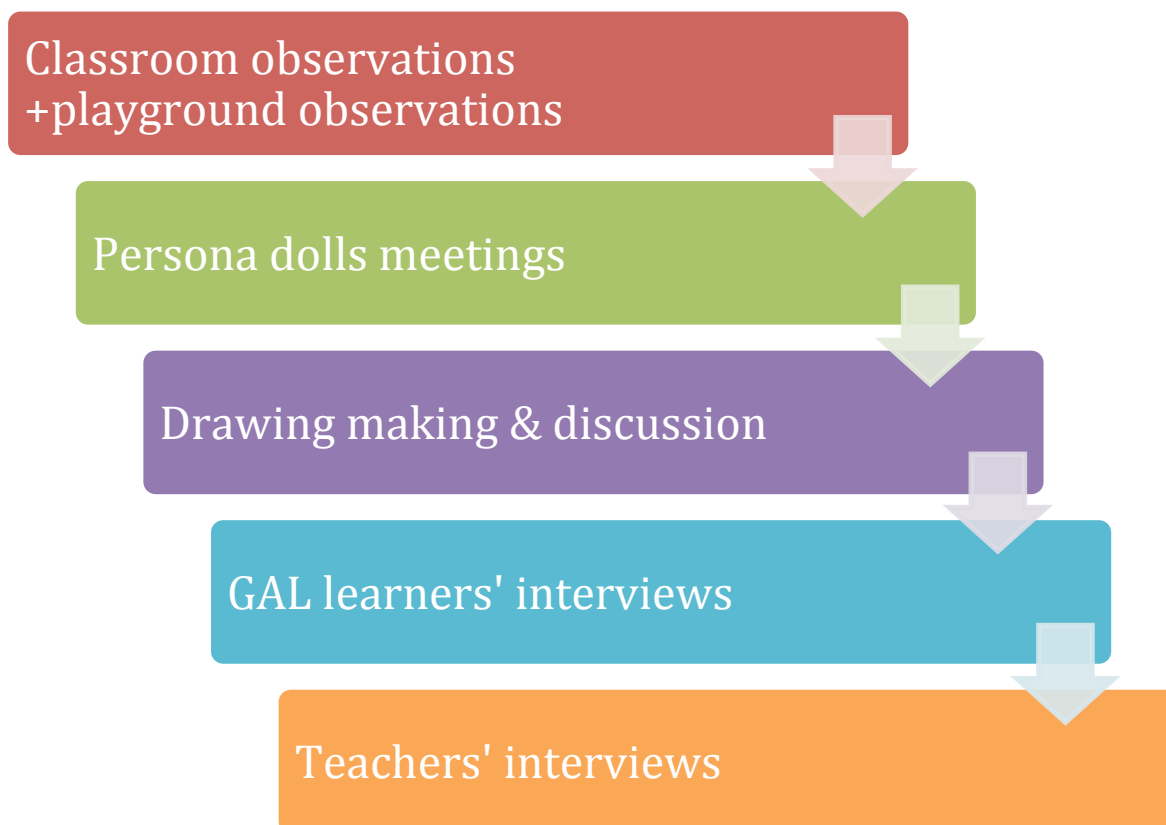 Classroom observations
+playground observations
Persona dolls meetings
Drawing making & discussion
GAL learners' interviews
Teachers' interviews